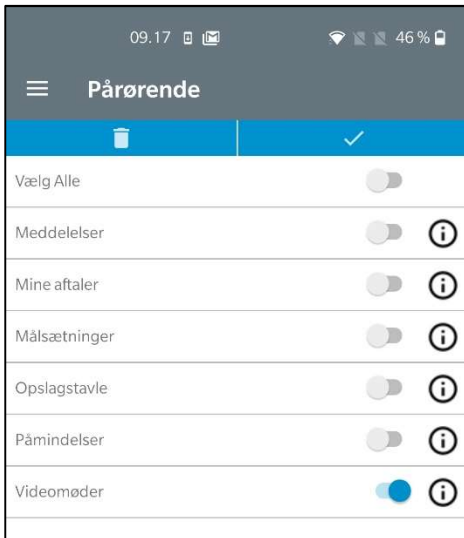 09.17 46 %
Pårørende
Vælg Alle
Meddelelser
Mine aftaler
Målsætninger
Opslagstavle
Påmindelser
Videomøder